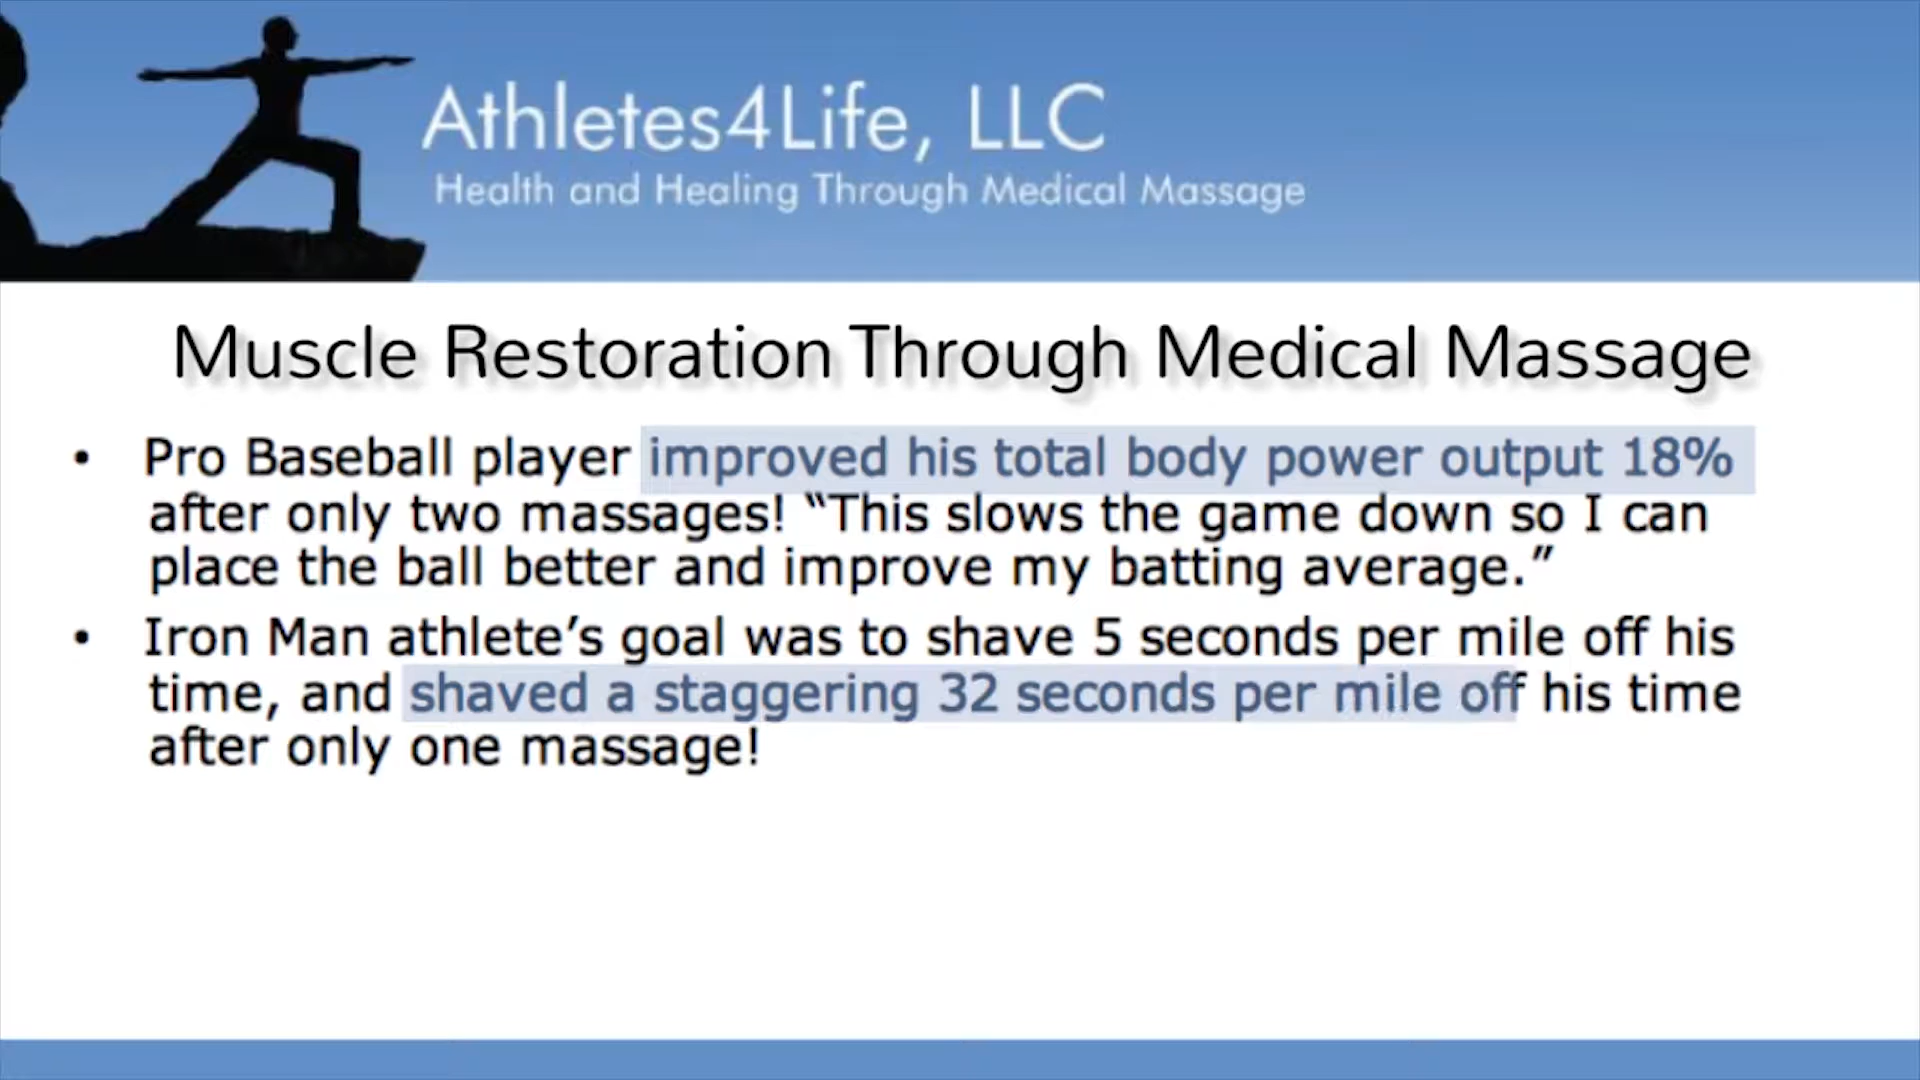 Athletes4Life, LLC
Health and Healing Through Medical Massage
Muscle Restoration Through Medical Massage
• Pro Baseball player improved his total body power output 18%
after only two massages! “This slows the game down so I can
place the ball better and improve my batting average.”
• Iron Man athlete’s goal was to shave 5 seconds per mile off his
time, and shaved a staggering 32 seconds per mile off his time
after only one massage!